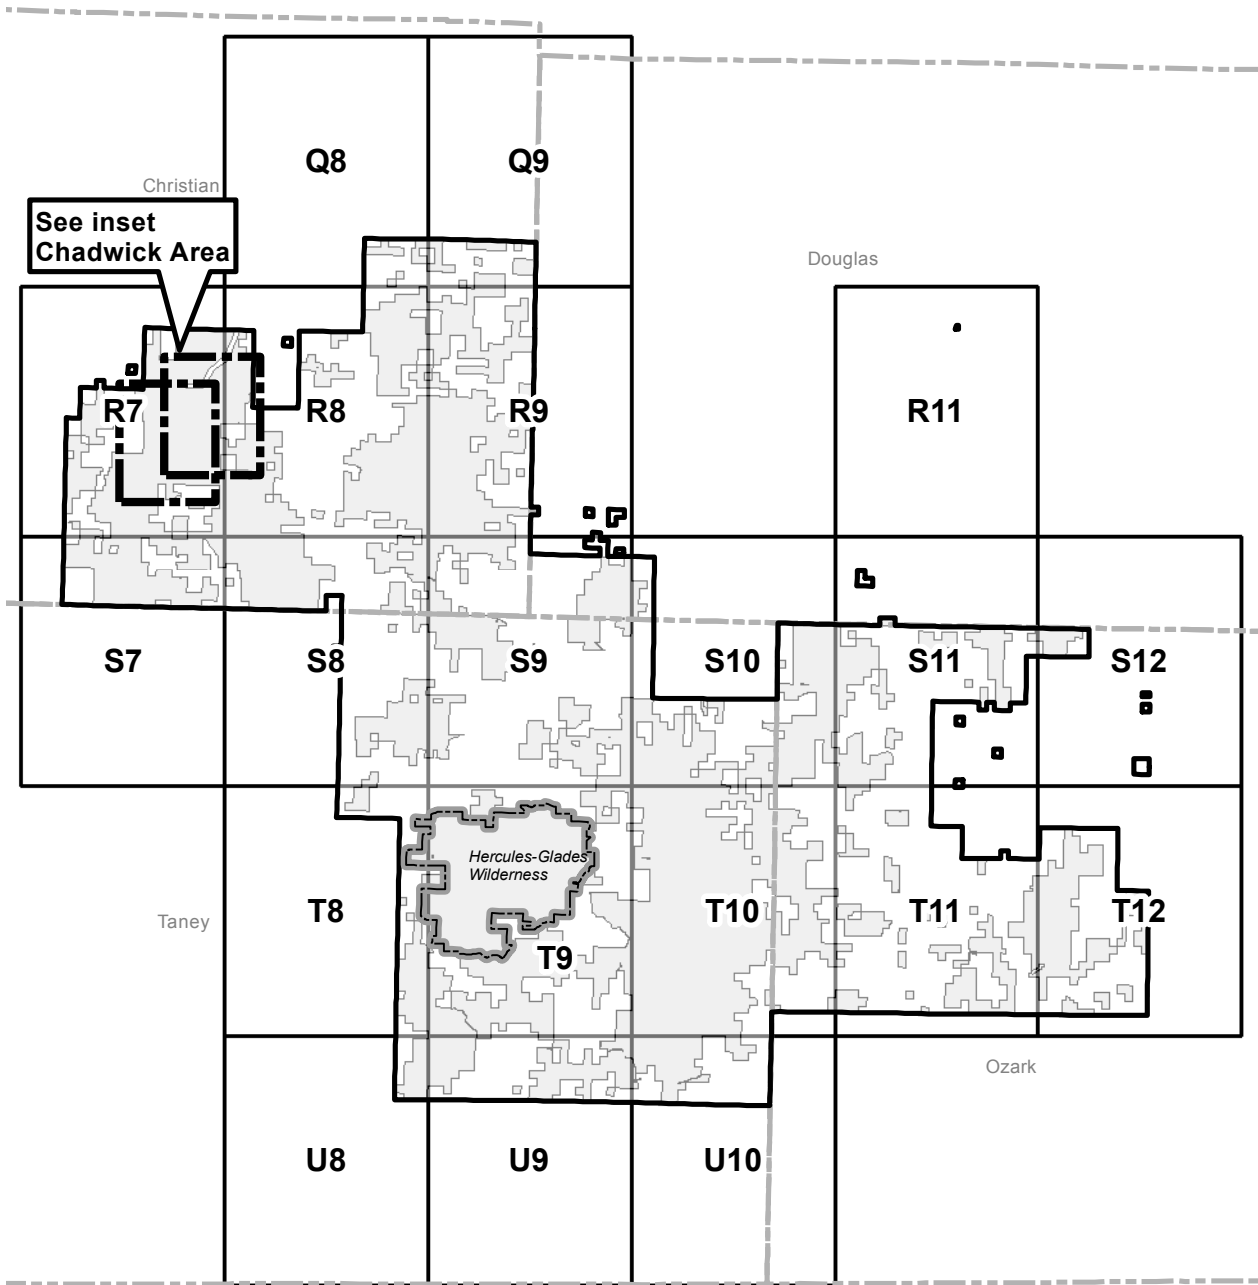 Q8
Q9
Christian
See inset
Chadwick Area
Douglas
R7
R8
R9
R11
S7
S8
S9
S10
S11
S12
Hercules-Glades
Wilderness
Taney
T8
T9
T10
T11
T12
Ozark
U8
U9
U10